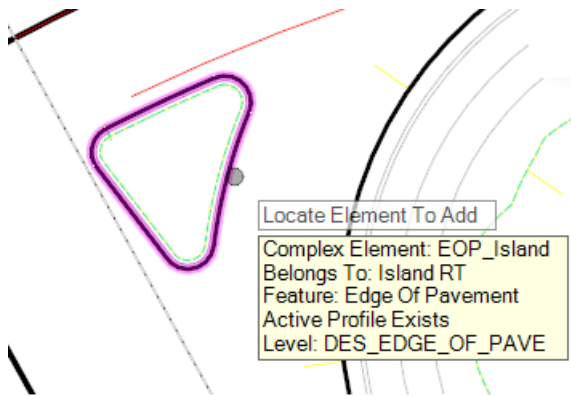 Locate Element To Add
Complex Element: EOP_Island
Belongs To: Island RT
Feature: Edge Of Pavement
Active Profile Exists
Level: DES_EDGE_OF_PAVE